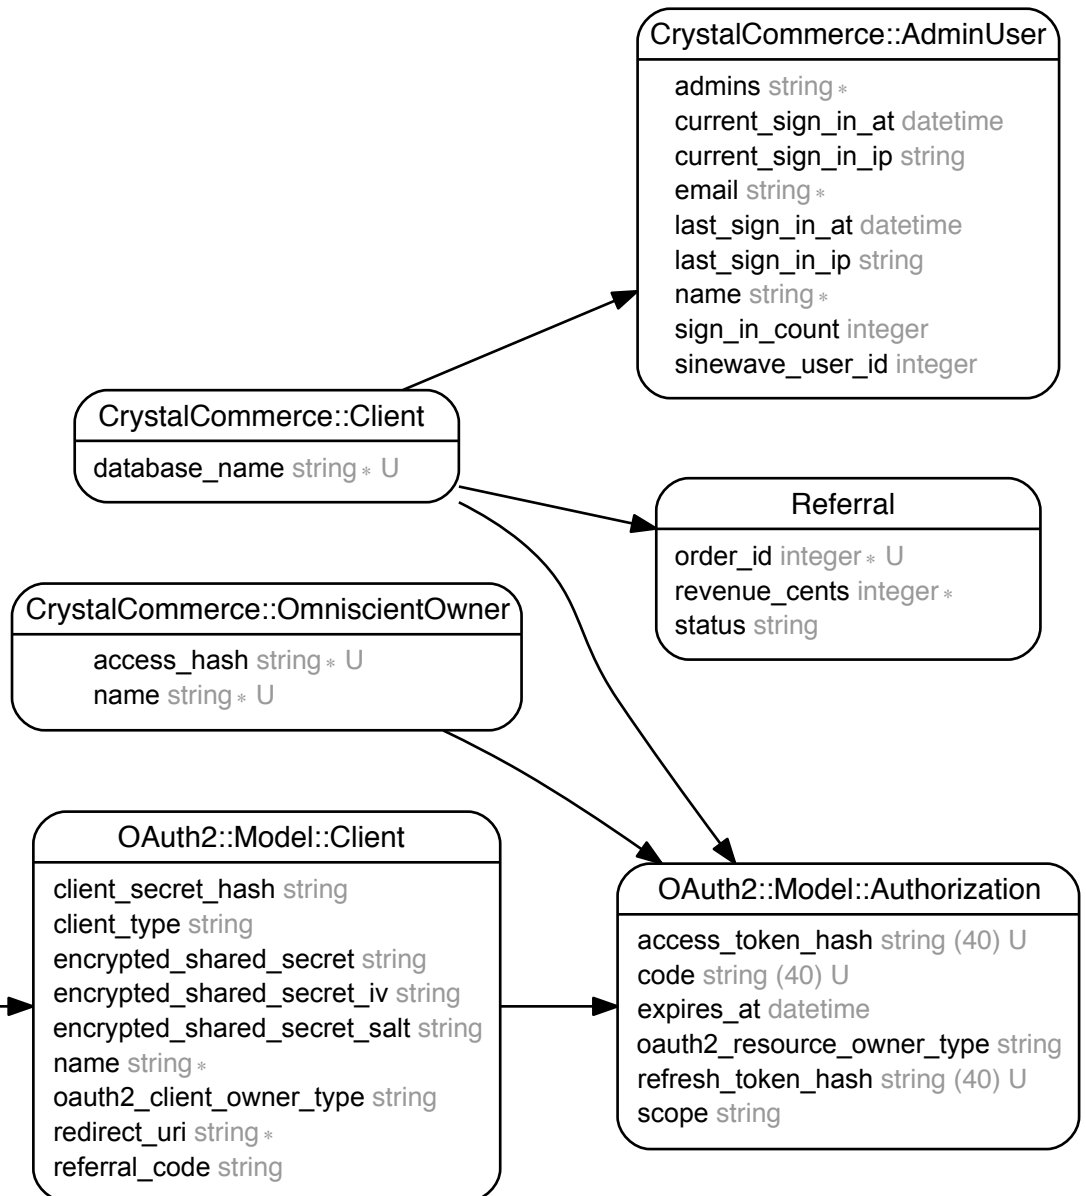 CrystalCommerce::AdminUser
admins string *
current_sign_in_at datetime
current_sign_in_ip string
email string *
last_sign_in_at datetime
last_sign_in_ip string
name string *
sign_in_count integer
sinewave_user_id integer
CrystalCommerce::Client
database_name string * U
Referral
order_id integer * U
revenue_cents integer *
status string
CrystalCommerce::OmniscientOwner
access_hash string * U
name string * U
OAuth2::Model::Client
client_secret_hash string
client_type string
encrypted_shared_secret string
encrypted_shared_secret_iv string
encrypted_shared_secret_salt string
name string *
oauth2_client_owner_type string
redirect_uri string *
referral_code string
OAuth2::Model::Authorization
access_token_hash string (40) U
code string (40) U
expires_at datetime
oauth2_resource_owner_type string
refresh_token_hash string (40) U
scope string